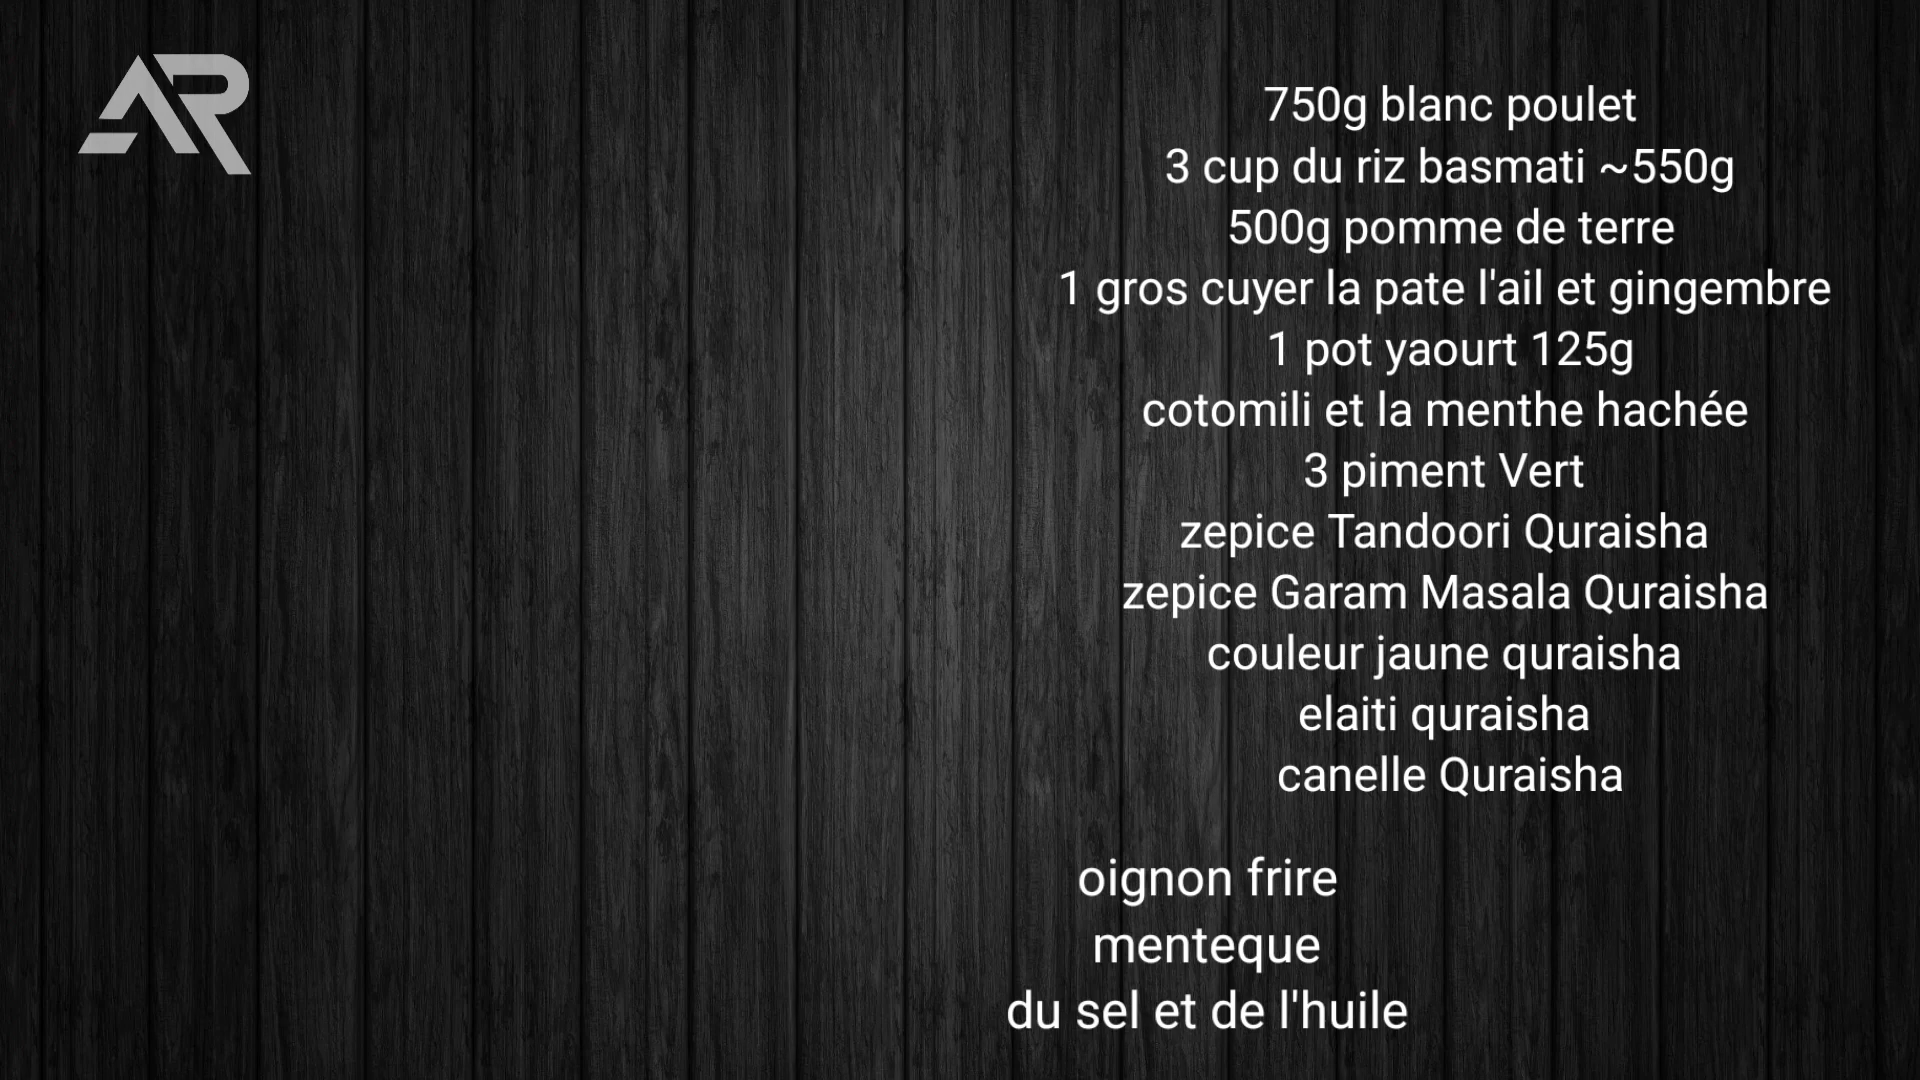 AR
750g blanc poulet
3 cup du riz basmati ~550g
500g pomme de terre
1 gros cuyer la pate l'ail et gingembre
1 pot yaourt 125g
cotomili et la menthe hachée
3 piment Vert
zepice Tandoori Quraisha
zepice Garam Masala Quraisha
couleur jaune quraisha
elaiti quraisha
canelle Quraisha
oignon frire
menteque
du sel et de l'huile